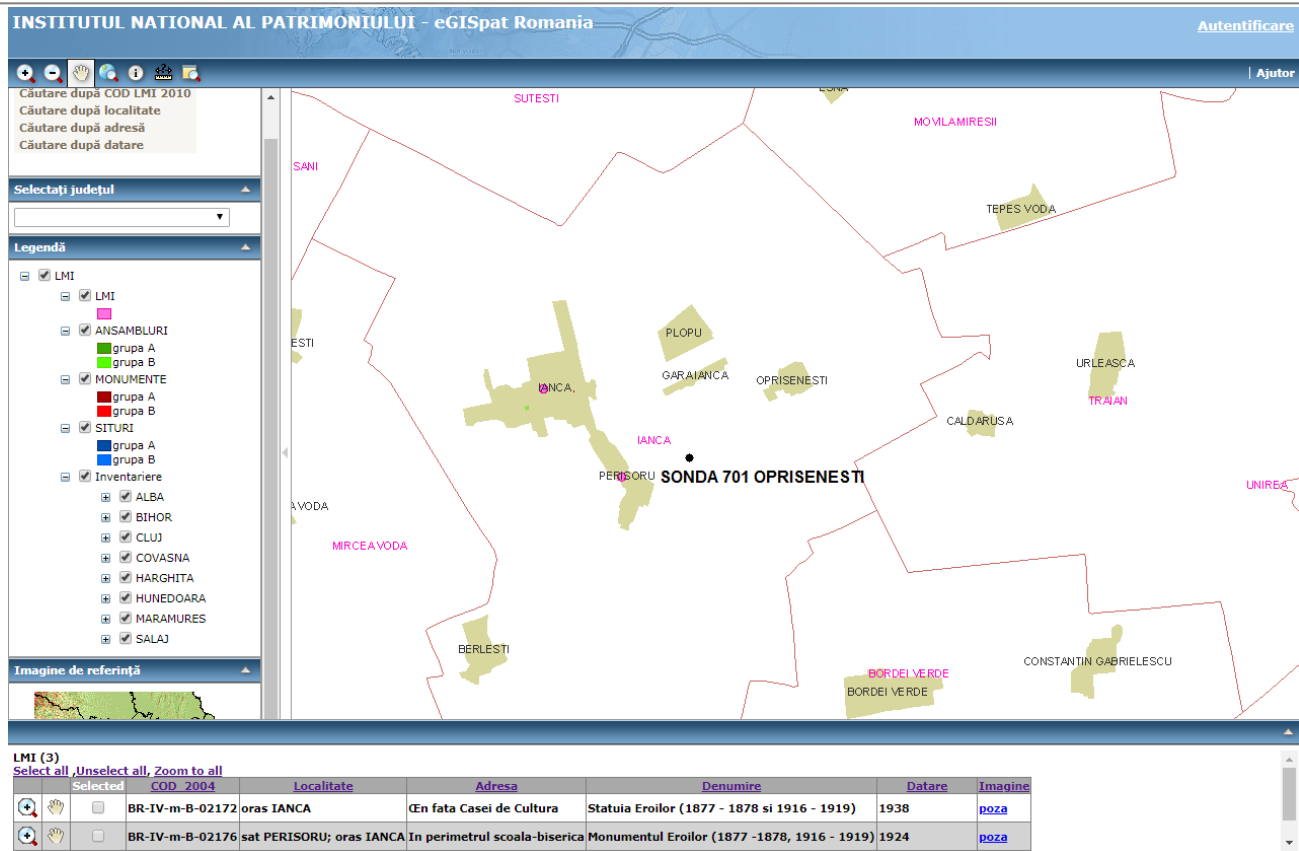 INSTITUTUL NATIONAL AL PATRIMONIULUI - eGISpat Romania
Autentificare
| Ajutor
Căutare după COD LMI 2010
Căutare după localitate
Căutare după adresă
Căutare după datare
Selectați județul
Legendă
LMI
LMI
ANSAMBLURI
grupa A
grupa B
MONUMENTE
grupa A
grupa B
SITURI
grupa A
grupa B
Inventariere
ALBA
BIHOR
CLUJ
COVASNA
HARGHITA
HUNEDOARA
MARAMURES
SALAJ
Imagine de referință
SUTESTI
MOVILAMIRESII
SANI
TEPES VODA
PLOPU
ESTI
URLEASCA
GARAIANCA
OPRISENESTI
IANCA
TRAIAN
CALDARUSA
IANCA
PERISORU
SONDA 701 OPRISENESTI
UNIREA
AVODA
MIRCEAVODA
BERLESTI
CONSTANTIN GABRIELESCU
BORDEI VERDE
BORDEI VERDE
LMI (3)
Select all ,Unselect all, Zoom to all
Selected COD_2004 Localitate Adresa Denumire Datare Imagine
BR-IV-m-B-02172 oras IANCA Œn fata Casei de Cultura Statuia Eroilor (1877 - 1878 si 1916 - 1919) 1938 poza
BR-IV-m-B-02176 sat PERISORU; oras IANCA In perimetrul scoala-biserica Monumentul Eroilor (1877 -1878, 1916 - 1919) 1924 poza